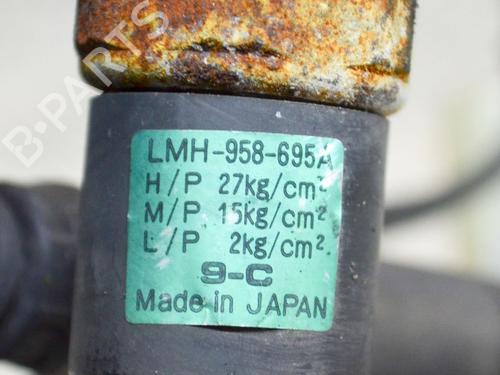 B-PARTS
LMH-958-695A
H/P 27kg/cm²
M/P 15kg/cm²
L/P 2kg/cm²
9-C
Made in JAPAN